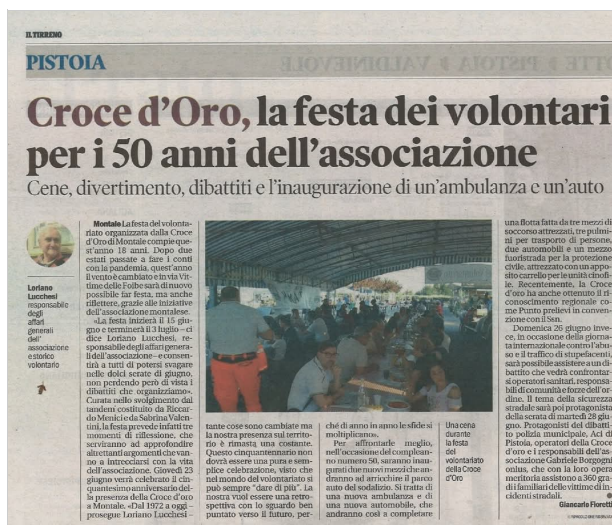 IL TIRRENO
PISTOIA
Croce d'Oro, la festa dei volontari
per i 50 anni dell'associazione
Cene, divertimento, dibattiti e l'inaugurazione di un'ambulanza e un'auto
Loriano
Lucchesi
responsabile
degli
affari
generali
dell'
associazione
e storico
volontario
Montale La festa del volonta-
riato organizzata dalla Croce
d'Oro di Montale compie que-
st'anno 18 anni. Dopo due
estati passate a fare i conti
con la pandemia, quest'anno
il vento è cambiato e in via Vit-
time delle Foibe sarà di nuovo
possibile far festa, ma anche
riflettere, grazie alle iniziative
dell'associazione montalese.
«La festa inizierà il 15 giu-
gno e terminerà il 3 luglio – ci
dice Loriano Lucchesi, re-
sponsabile degli affari genera-
li dell'associazione – e consenti-
rà a tutti di potersi svagare
nelle dolci serate di giugno,
non perdendo però di vista i
dibattiti che organizziamo».
Curata nello svolgimento dal
tandem costituito da Riccar-
do Menici e da Sabrina Valen-
tini, la festa prevede infatti tre
momenti di riflessione, che
serviranno ad approfondire
altrettanti argomenti che van-
no a intrecciarsi con la vita
dell'associazione. Giovedì 23
giugno verrà celebrato il cin-
quantesimo anniversario del-
la presenza della Croce d'oro
a Montale. «Dal 1972 a oggi –
prosegue Loriano Lucchesi –
tante cose sono cambiate ma
la nostra presenza sul territo-
rio è rimasta una costante.
Questo cinquantennario non
dovrà essere una pura e sem-
plice celebrazione, visto che
nel mondo del volontariato si
può sempre "dare di più". La
nostra vuol essere una retro-
spettiva con lo sguardo ben
puntato verso il futuro, per-
ché di anno in anno le sfide si
moltiplicano».
Per affrontarle meglio,
nell'occasione del complean-
no numero 50, saranno inau-
gurati due nuovi mezzi che an-
dranno ad arricchire il parco
auto del sodalizio. Si tratta di
una nuova ambulanza e di
una nuova automobile, che
andranno così a completare
Una cena
durante
la festa
del
volontariato
della Croce
d'Oro
una flotta fatta da tre mezzi di
soccorso attrezzati, tre pulmi-
ni per trasporto di persone,
due automobili e un mezzo
fuoristrada per la protezione
civile, attrezzato con un appo-
sito carrello per le unità cinofi-
le. Recentemente, la Croce
d'oro ha anche ottenuto il ri-
conoscimento regionale co-
me Punto prelievi in conven-
zione con il Ssn.
Domenica 26 giugno inve-
ce, in occasione della giorna-
ta internazionale contro l'abu-
so e il traffico di stupefacenti,
sarà possibile assistere a un di-
battito che vedrà confrontar-
si operatori sanitari, responsa-
bili di comunità e forze dell'or-
dine. Il tema della sicurezza
stradale sarà poi protagonista
della serata di martedì 28 giu-
gno. Protagonisti del dibatti-
to polizia municipale, Aci di
Pistoia, operatori della Croce
d'oro e i responsabili dell'as-
sociazione Gabriele Borgogni
onlus, che con la loro opera
meritoria assistono a 360 gra-
di i familiari delle vittime di in-
cidenti stradali.
Giancarlo Fioretti